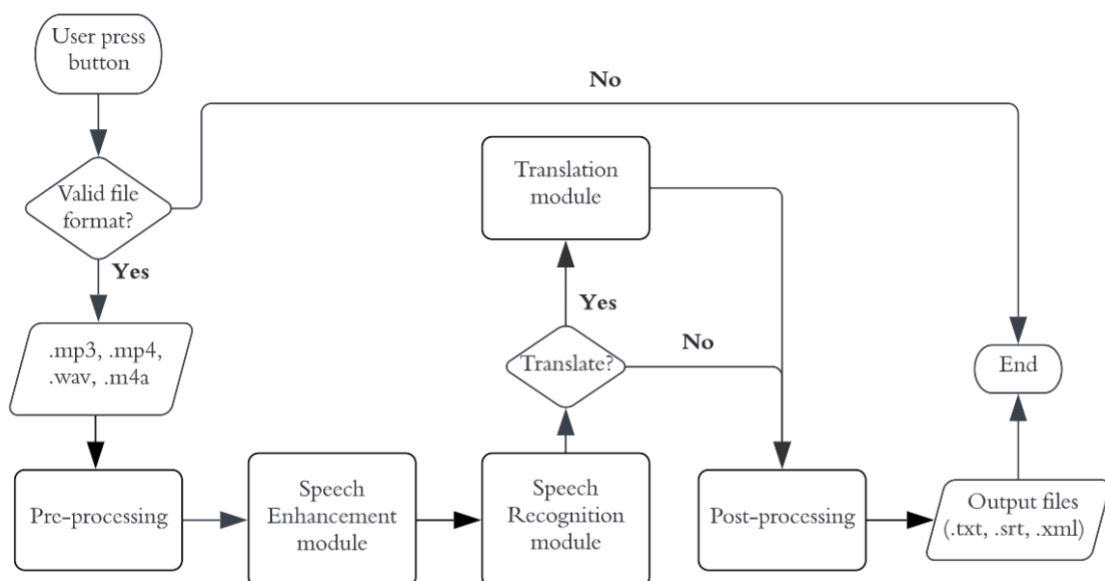 User press
button
No
Valid file
format?
Yes
.mp3, .mp4,
.wav, .m4a
Pre-processing
Speech
Enhancement
module
Speech
Recognition
module
Translate?
Yes
No
Translation
module
Post-processing
Output files
(.txt, .srt, .xml)
End